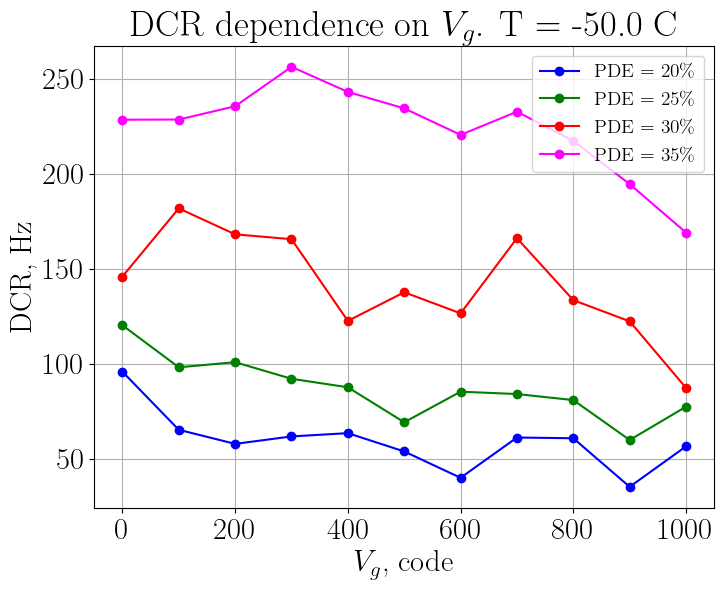 DCR dependence on V_g. T = -50.0 C
PDE = 20%
PDE = 25%
PDE = 30%
PDE = 35%
DCR, Hz
250
200
150
100
50
0 200 400 600 800 1000
V_g, code